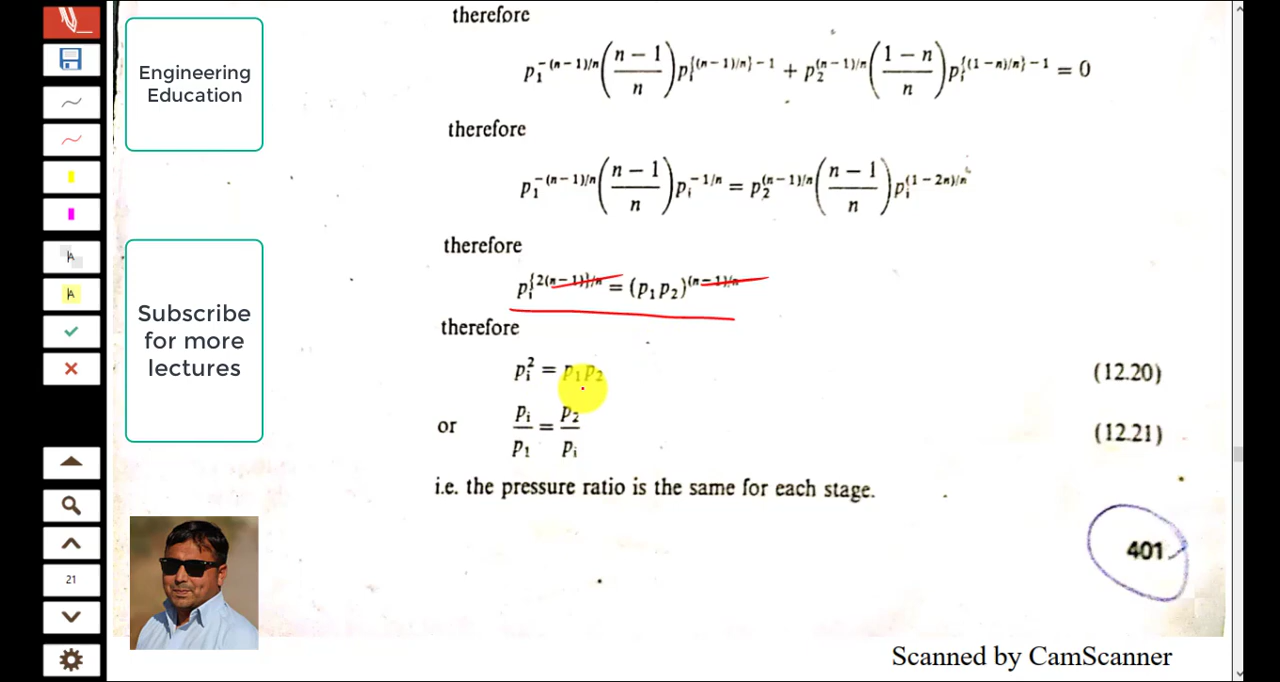 Engineering
Education
Subscribe
for more
lectures
21
therefore
p₁^{-(n-1)/n}((n-1)/n)pᵢ^{{(n-1)/n}-1} + p₂^{(n-1)/n}((1-n)/n)pᵢ^{{(1-n)/n}-1} = 0
therefore
p₁^{-(n-1)/n}((n-1)/n)pᵢ^{-1/n} = p₂^{(n-1)/n}((n-1)/n)pᵢ^{(1-2n)/n}
therefore
pᵢ^{{2(n-1)}/n} = (p₁p₂)^{(n-1)/n}
therefore
pᵢ² = p₁p₂ (12.20)
or pᵢ/p₁ = p₂/pᵢ (12.21)
i.e. the pressure ratio is the same for each stage.
401
Scanned by CamScanner